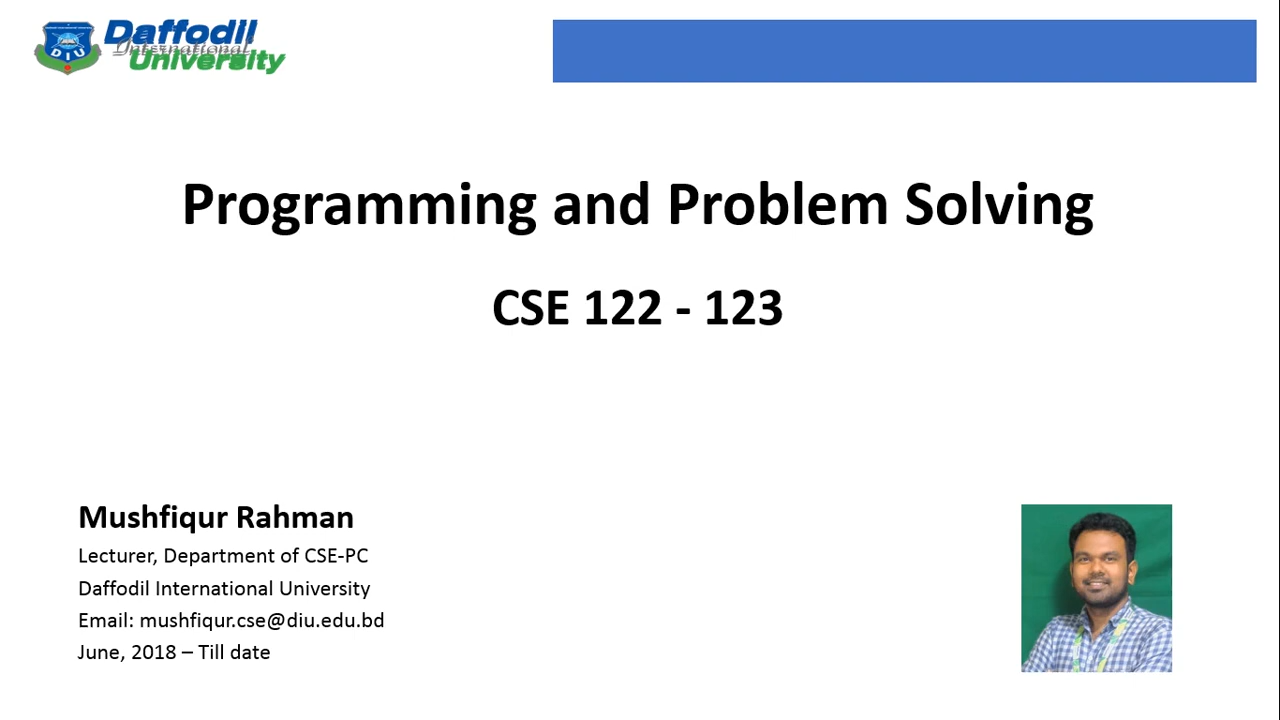 Daffodil
International
University
DIU
Programming and Problem Solving
CSE 122 - 123
Mushfiqur Rahman
Lecturer, Department of CSE-PC
Daffodil International University
Email: mushfiqur.cse@diu.edu.bd
June, 2018 – Till date